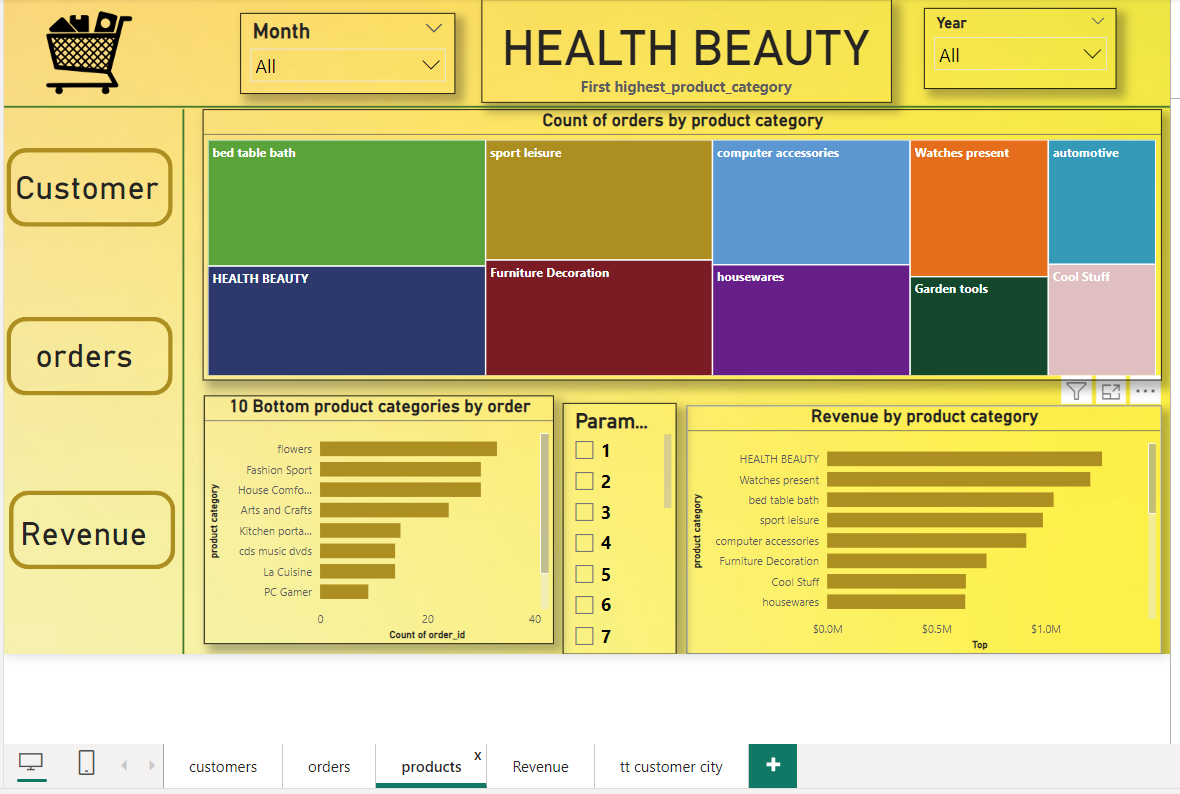 Month
All
HEALTH BEAUTY
First highest_product_category
Year
All
Customer
orders
Revenue
Count of orders by product category
bed table bath
sport leisure
computer accessories
Watches present
automotive
HEALTH BEAUTY
Furniture Decoration
housewares
Garden tools
Cool Stuff
10 Bottom product categories by order
product category
flowers
Fashion Sport
House Comfo...
Arts and Crafts
Kitchen porta...
cds music dvds
La Cuisine
PC Gamer
0 20 40
Count of order_id
Param...
1
2
3
4
5
6
7
Revenue by product category
product category
HEALTH BEAUTY
Watches present
bed table bath
sport leisure
computer accessories
Furniture Decoration
Cool Stuff
housewares
$0.0M $0.5M $1.0M
Top
customers
orders
products
x
Revenue
tt customer city
+